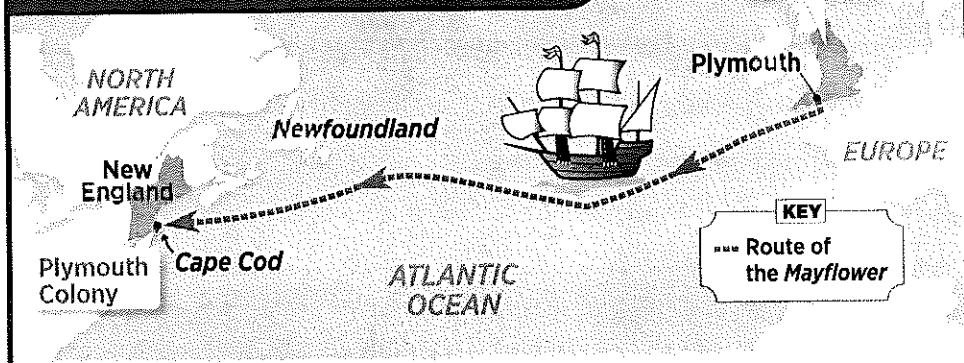 NORTH
AMERICA
Newfoundland
New
England
Plymouth
Colony
Cape Cod
ATLANTIC
OCEAN
Plymouth
EUROPE
KEY
Route of
the Mayflower